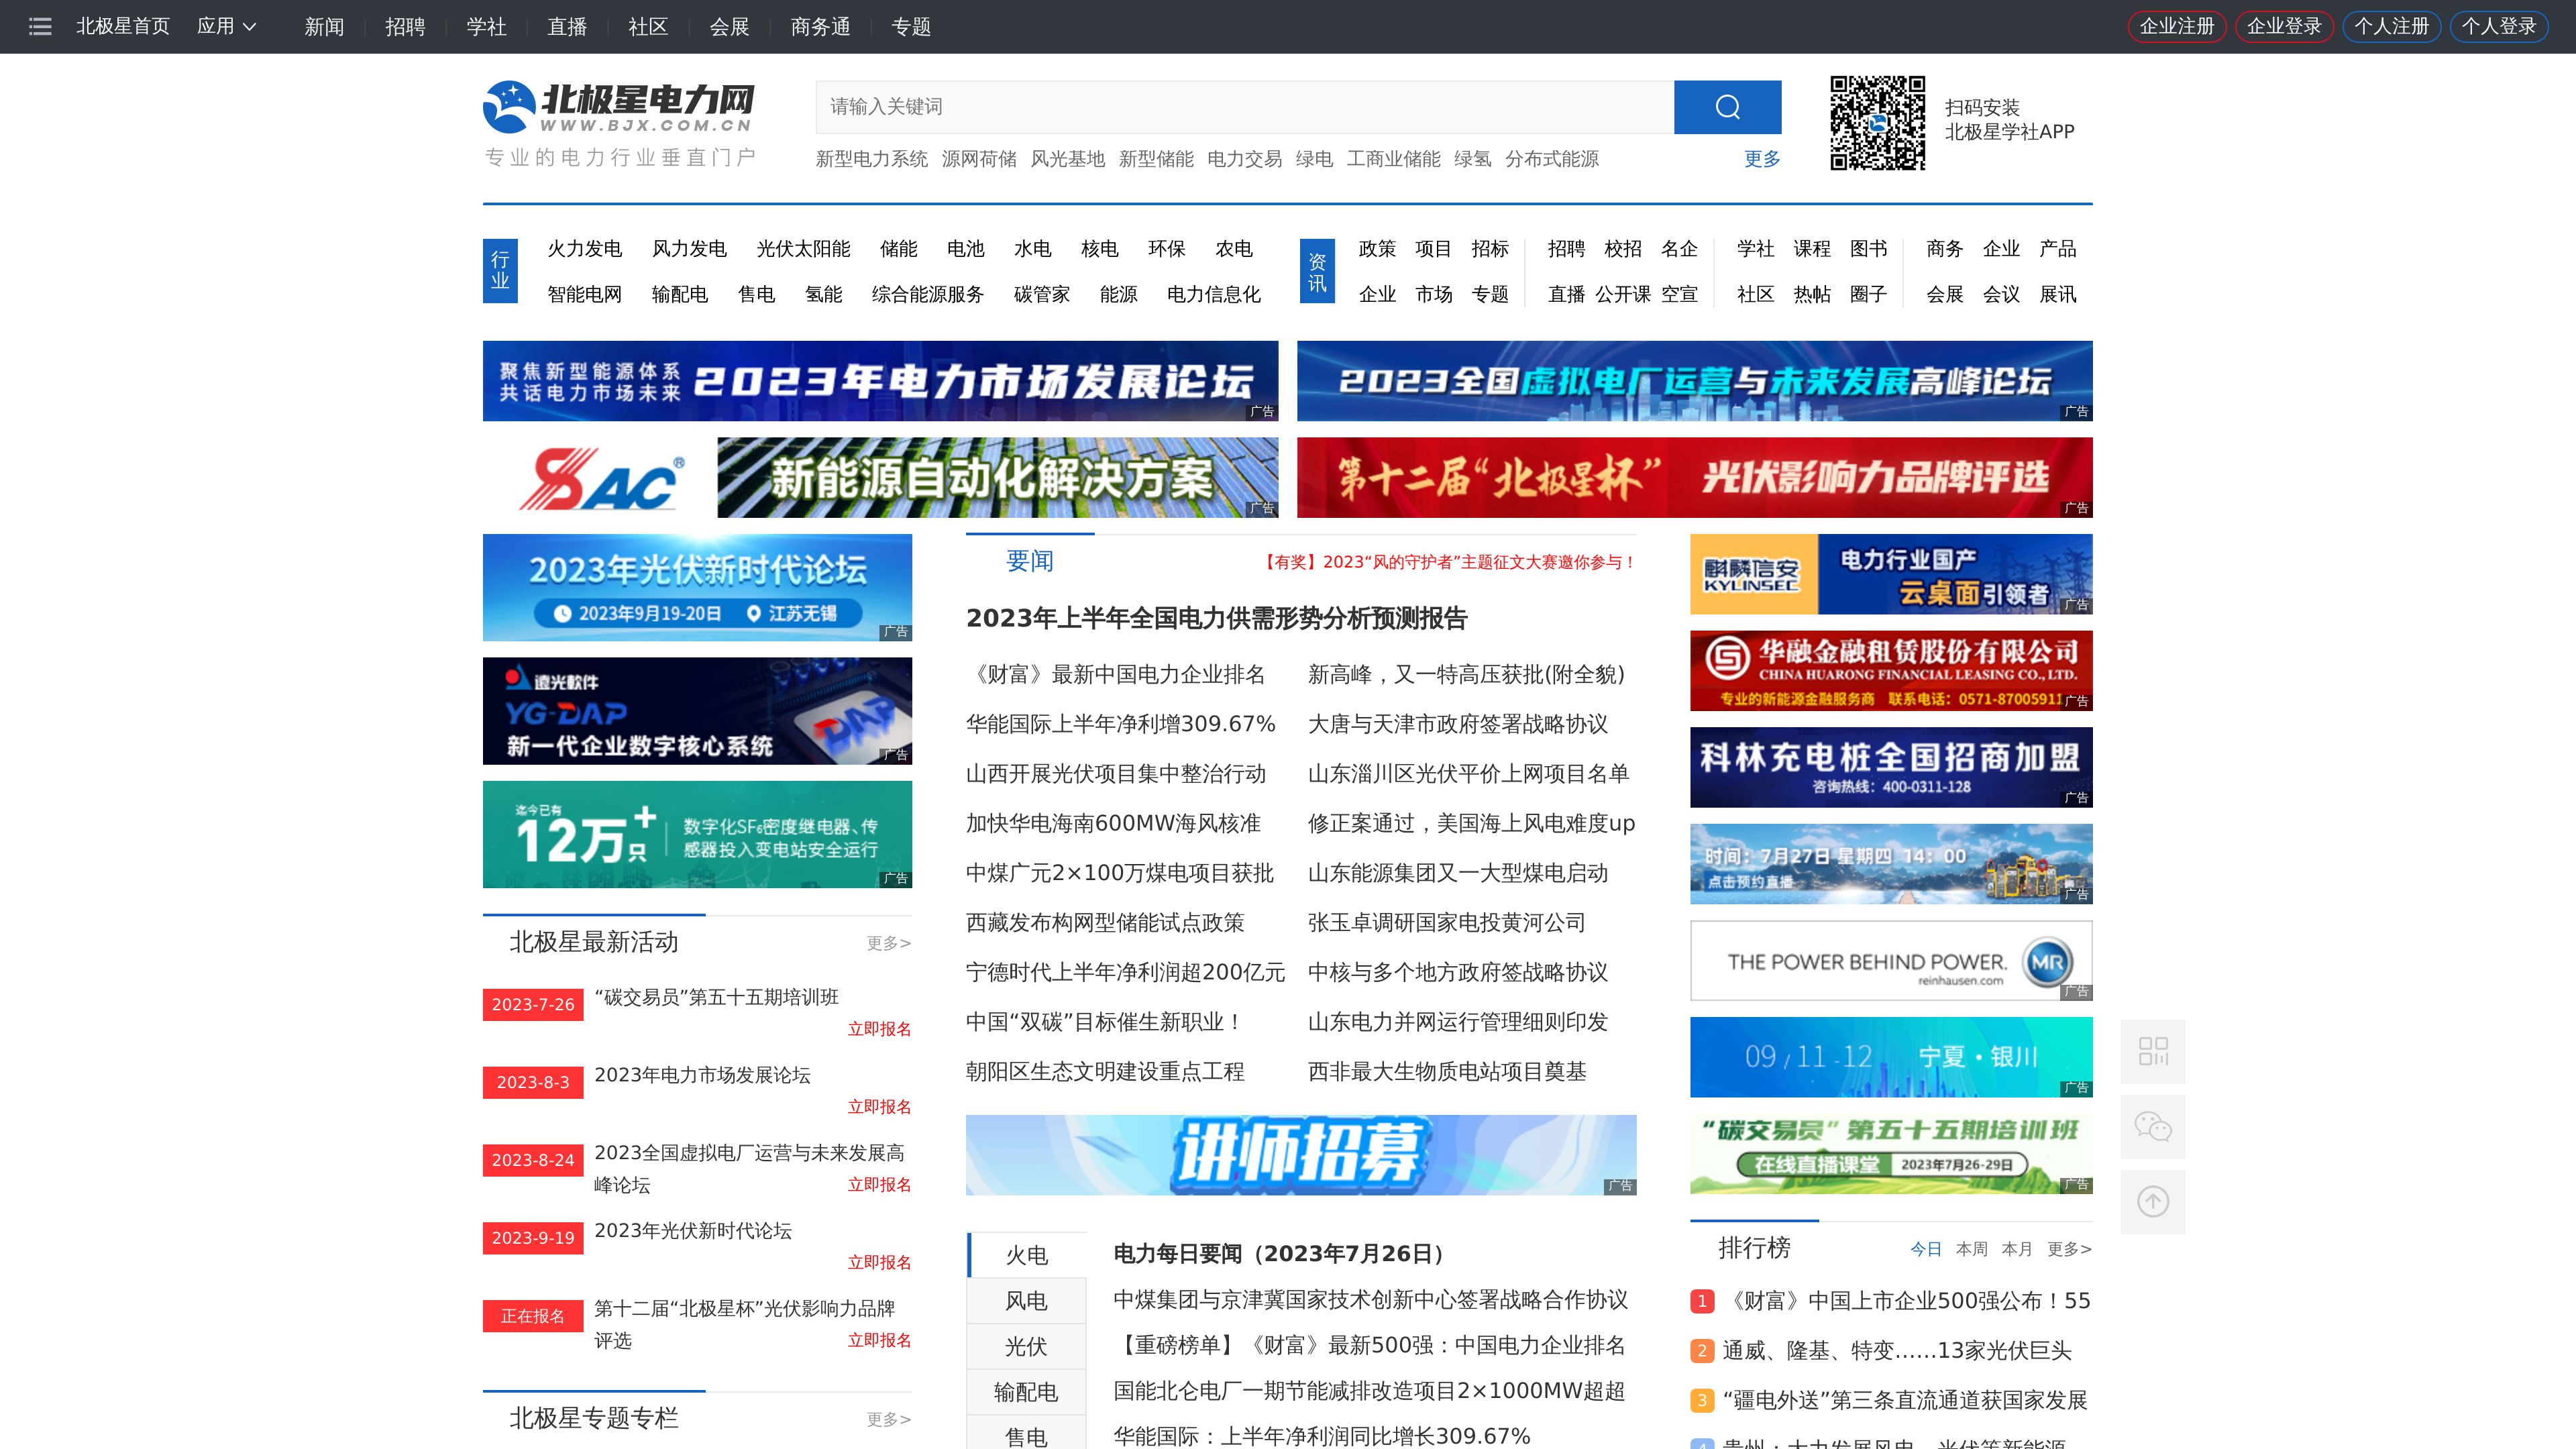 北极星首页 应用 新闻 招聘 学社 直播 社区 会展 商务通 专题 企业注册 企业登录 个人注册 个人登录
北极星电力网
WWW.BJX.COM.CN
专业的电力行业垂直门户
请输入关键词
新型电力系统 源网荷储 风光基地 新型储能 电力交易 绿电 工商业储能 绿氢 分布式能源 更多
扫码安装
北极星学社APP
行业
火力发电 风力发电 光伏太阳能 储能 电池 水电 核电 环保 农电
智能电网 输配电 售电 氢能 综合能源服务 碳管家 能源 电力信息化
资讯
政策 项目 招标 招聘 校招 名企 学社 课程 图书 商务 企业 产品
企业 市场 专题 直播 公开课 空宣 社区 热帖 圈子 会展 会议 展讯
聚焦新型能源体系
共话电力市场未来
2023年电力市场发展论坛
广告
2023全国虚拟电厂运营与未来发展高峰论坛
广告
SAC®
新能源自动化解决方案
广告
第十二届“北极星杯” 光伏影响力品牌评选
广告
2023年光伏新时代论坛
2023年9月19-20日 江苏无锡
广告
遠光軟件
YG-DAP
新一代企业数字核心系统
DAP
广告
迄今已有
12万+只
数字化SF₆密度继电器、传
感器投入变电站安全运行
广告
北极星最新活动 更多>
2023-7-26 “碳交易员”第五十五期培训班
立即报名
2023-8-3 2023年电力市场发展论坛
立即报名
2023-8-24 2023全国虚拟电厂运营与未来发展高
峰论坛 立即报名
2023-9-19 2023年光伏新时代论坛
立即报名
正在报名 第十二届“北极星杯”光伏影响力品牌
评选 立即报名
北极星专题专栏 更多>
要闻 【有奖】2023“风的守护者”主题征文大赛邀你参与！
2023年上半年全国电力供需形势分析预测报告
《财富》最新中国电力企业排名 新高峰，又一特高压获批(附全貌)
华能国际上半年净利增309.67% 大唐与天津市政府签署战略协议
山西开展光伏项目集中整治行动 山东淄川区光伏平价上网项目名单
加快华电海南600MW海风核准 修正案通过，美国海上风电难度up
中煤广元2×100万煤电项目获批 山东能源集团又一大型煤电启动
西藏发布构网型储能试点政策 张玉卓调研国家电投黄河公司
宁德时代上半年净利润超200亿元 中核与多个地方政府签战略协议
中国“双碳”目标催生新职业！ 山东电力并网运行管理细则印发
朝阳区生态文明建设重点工程 西非最大生物质电站项目奠基
讲师招募
广告
火电
风电
光伏
输配电
售电
电力每日要闻（2023年7月26日）
中煤集团与京津冀国家技术创新中心签署战略合作协议
【重磅榜单】《财富》最新500强：中国电力企业排名
国能北仑电厂一期节能减排改造项目2×1000MW超超
华能国际：上半年净利润同比增长309.67%
麒麟信安
KYLINSEC
电力行业国产
云桌面引领者
广告
华融金融租赁股份有限公司
CHINA HUARONG FINANCIAL LEASING CO., LTD.
专业的新能源金融服务商 联系电话：0571-87005911
广告
科林充电桩全国招商加盟
咨询热线：400-0311-128
广告
时间：7月27日 星期四 14：00
点击预约直播
广告
THE POWER BEHIND POWER.
reinhausen.com
MR
广告
09/11-12 宁夏·银川
广告
“碳交易员”第五十五期培训班
在线直播课堂 2023年7月26-29日
广告
排行榜 今日 本周 本月 更多>
1 《财富》中国上市企业500强公布！55
2 通威、隆基、特变……13家光伏巨头
3 “疆电外送”第三条直流通道获国家发展
4 贵州：大力发展风电、光伏等新能源